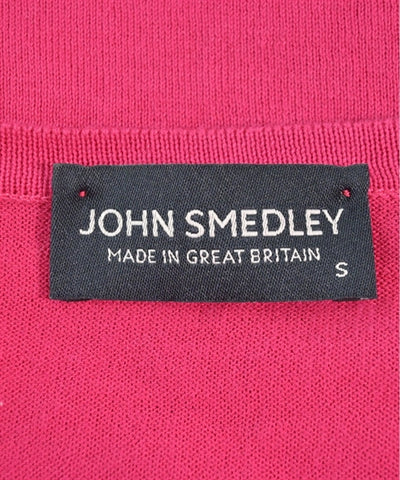 JOHN SMEDLEY
MADE IN GREAT BRITAIN
S